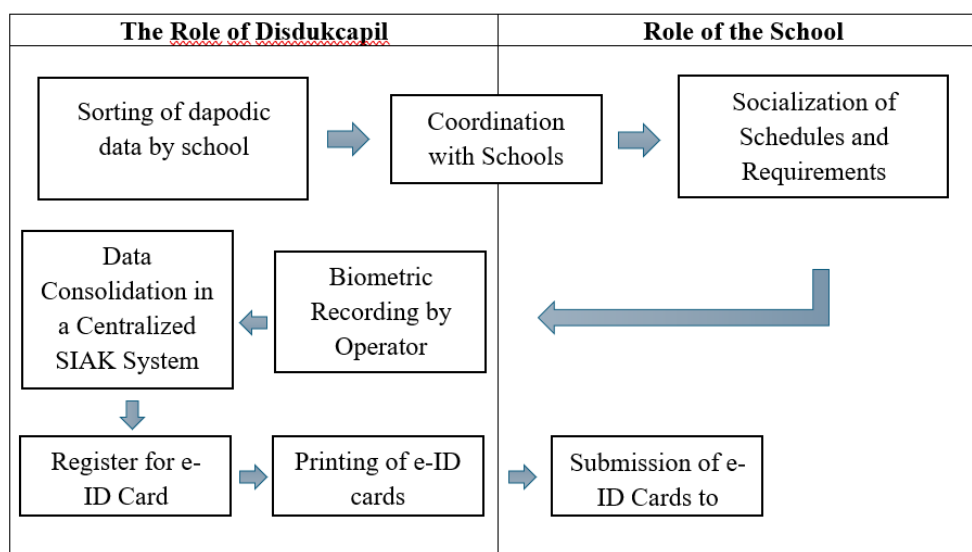 The Role of Disdukcapil
Role of the School
Sorting of dapodic
data by school
Coordination
with Schools
Socialization of
Schedules and
Requirements
Data
Consolidation in
a Centralized
SIAK System
Biometric
Recording by
Operator
Register for e-
ID Card
Printing of e-ID
cards
Submission of e-
ID Cards to